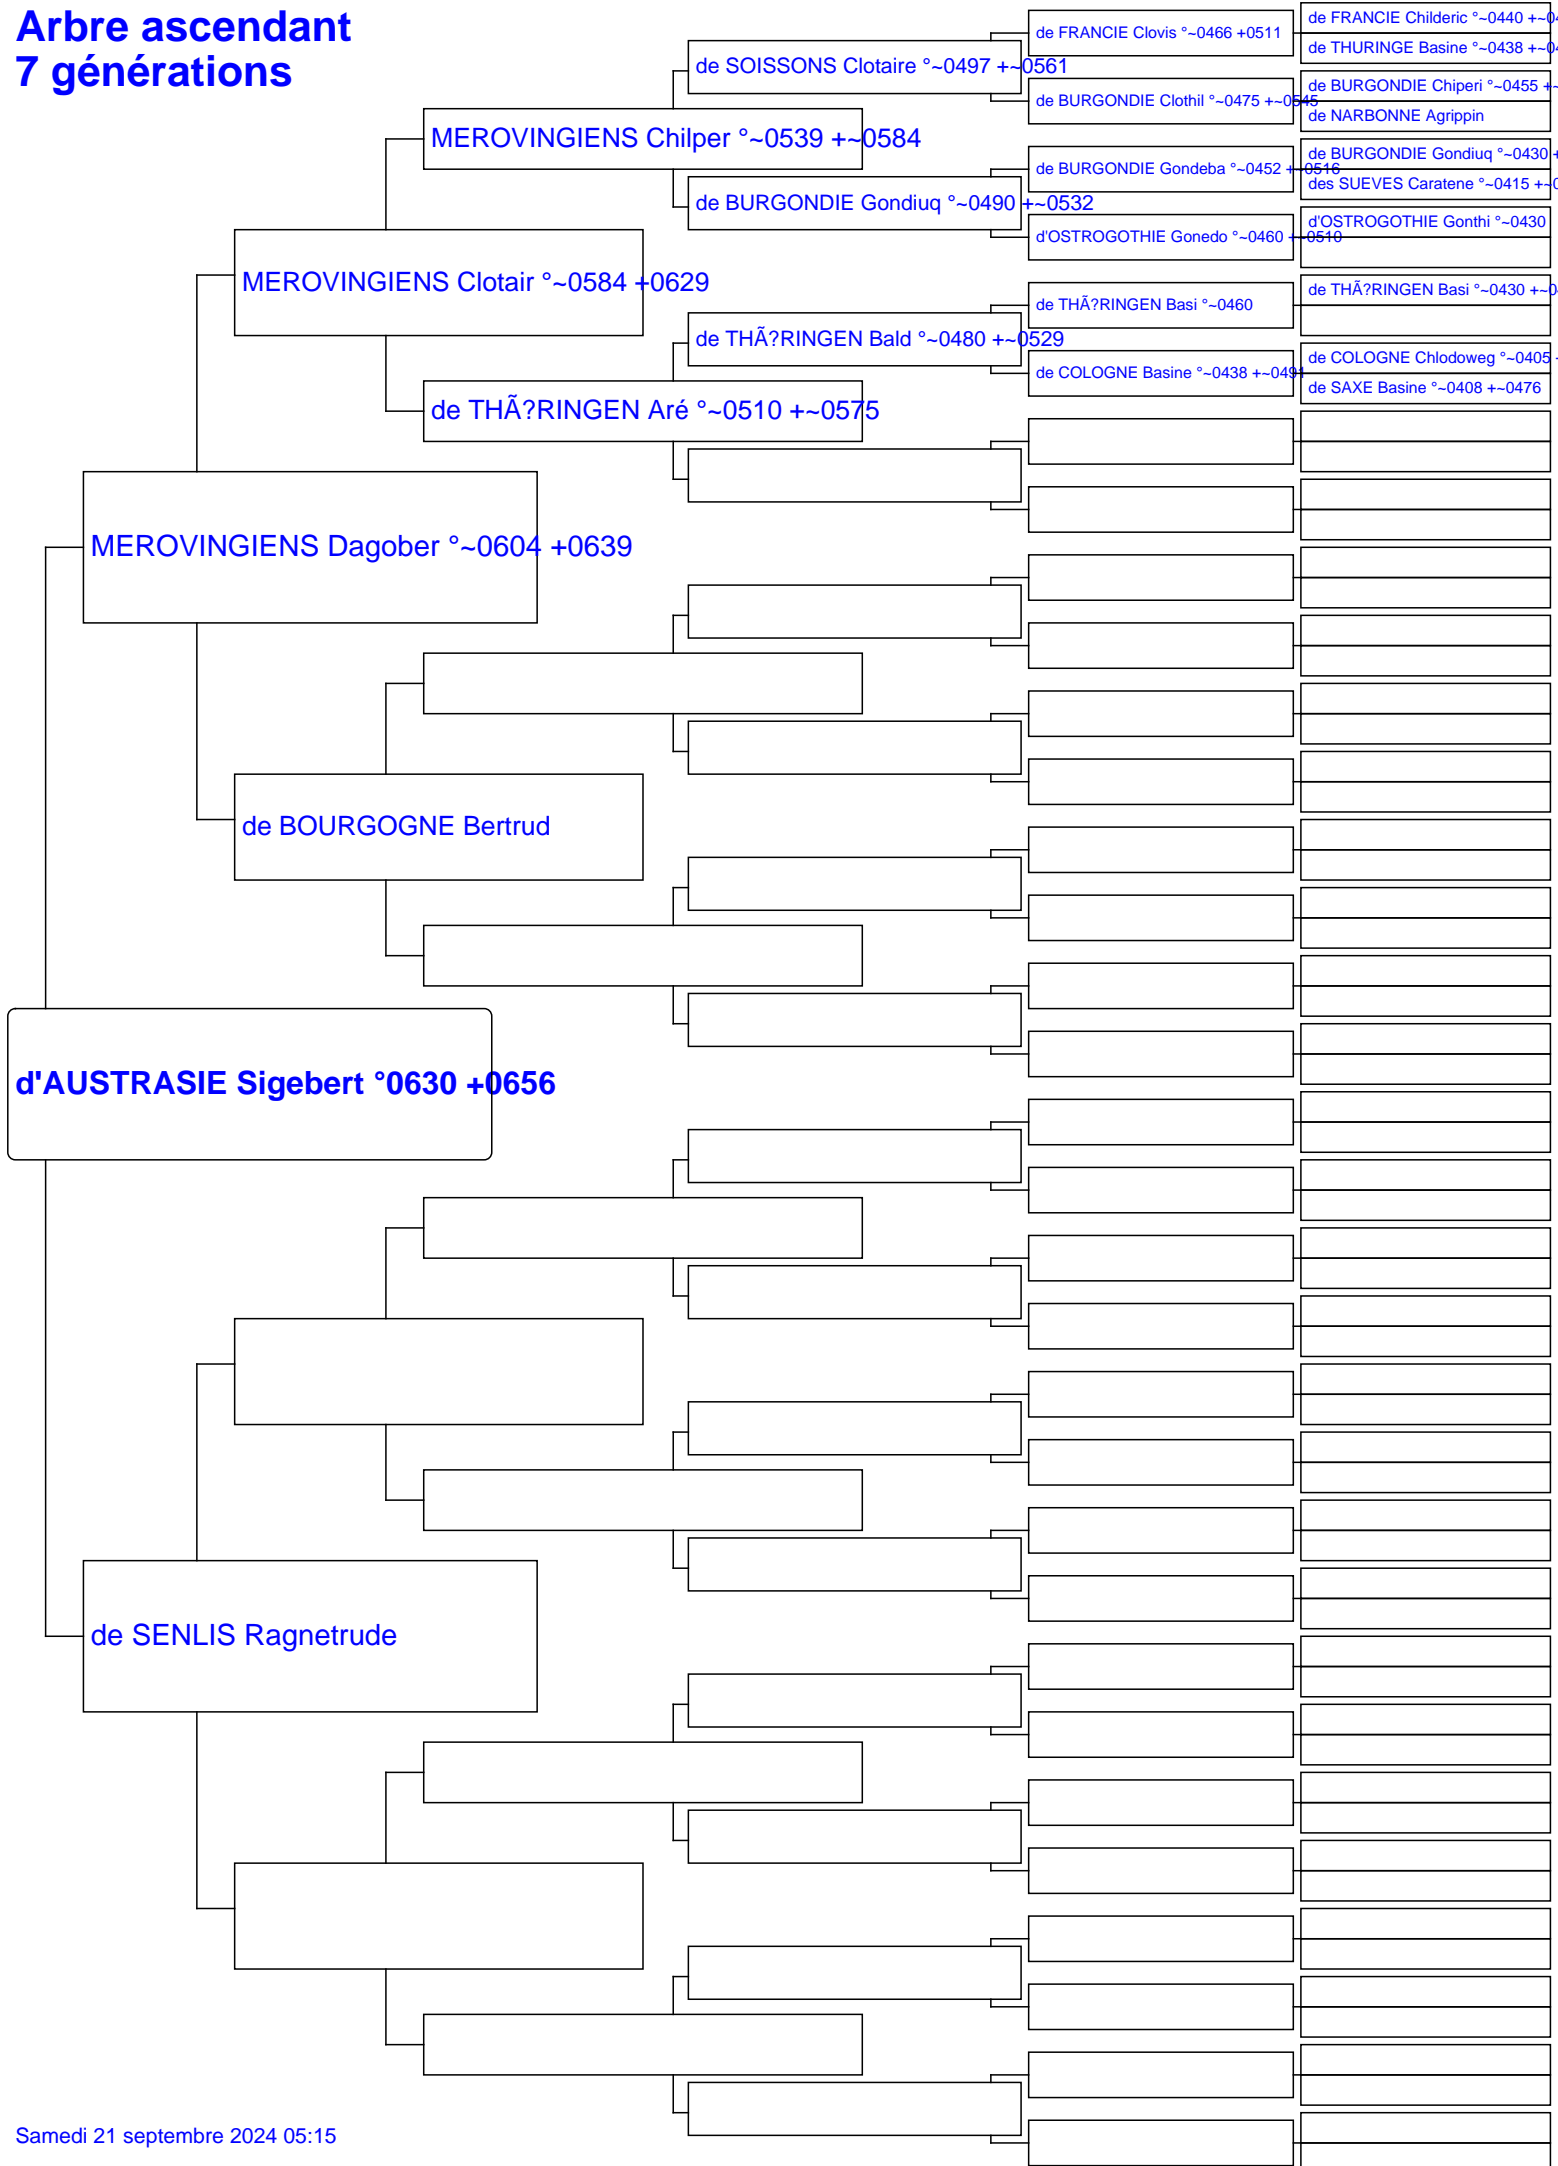 Arbre ascendant
7 générations
de FRANCIE Childeric °~0440 +~04
de FRANCIE Clovis °~0466 +0511
de THURINGE Basine °~0438 +~04
de SOISSONS Clotaire °~0497 +~0561
de BURGONDIE Chiperi °~0455 +~
de BURGONDIE Clothil °~0475 +~0545
de NARBONNE Agrippin
MEROVINGIENS Chilper °~0539 +~0584
de BURGONDIE Gondiuq °~0430 +
de BURGONDIE Gondeba °~0452 +~0516
des SUEVES Caratene °~0415 +~0
de BURGONDIE Gondiuq °~0490 +~0532
d'OSTROGOTHIE Gonthi °~0430
d'OSTROGOTHIE Gonedo °~0460 +~0510
MEROVINGIENS Clotair °~0584 +0629
de THÃ?RINGEN Basi °~0430 +~0
de THÃ?RINGEN Basi °~0460
de THÃ?RINGEN Bald °~0480 +~0529
de COLOGNE Chlodoweg °~0405 +
de COLOGNE Basine °~0438 +~0491
de SAXE Basine °~0408 +~0476
de THÃ?RINGEN Aré °~0510 +~0575
MEROVINGIENS Dagober °~0604 +0639
de BOURGOGNE Bertrud
d'AUSTRASIE Sigebert °0630 +0656
de SENLIS Ragnetrude
Samedi 21 septembre 2024 05:15